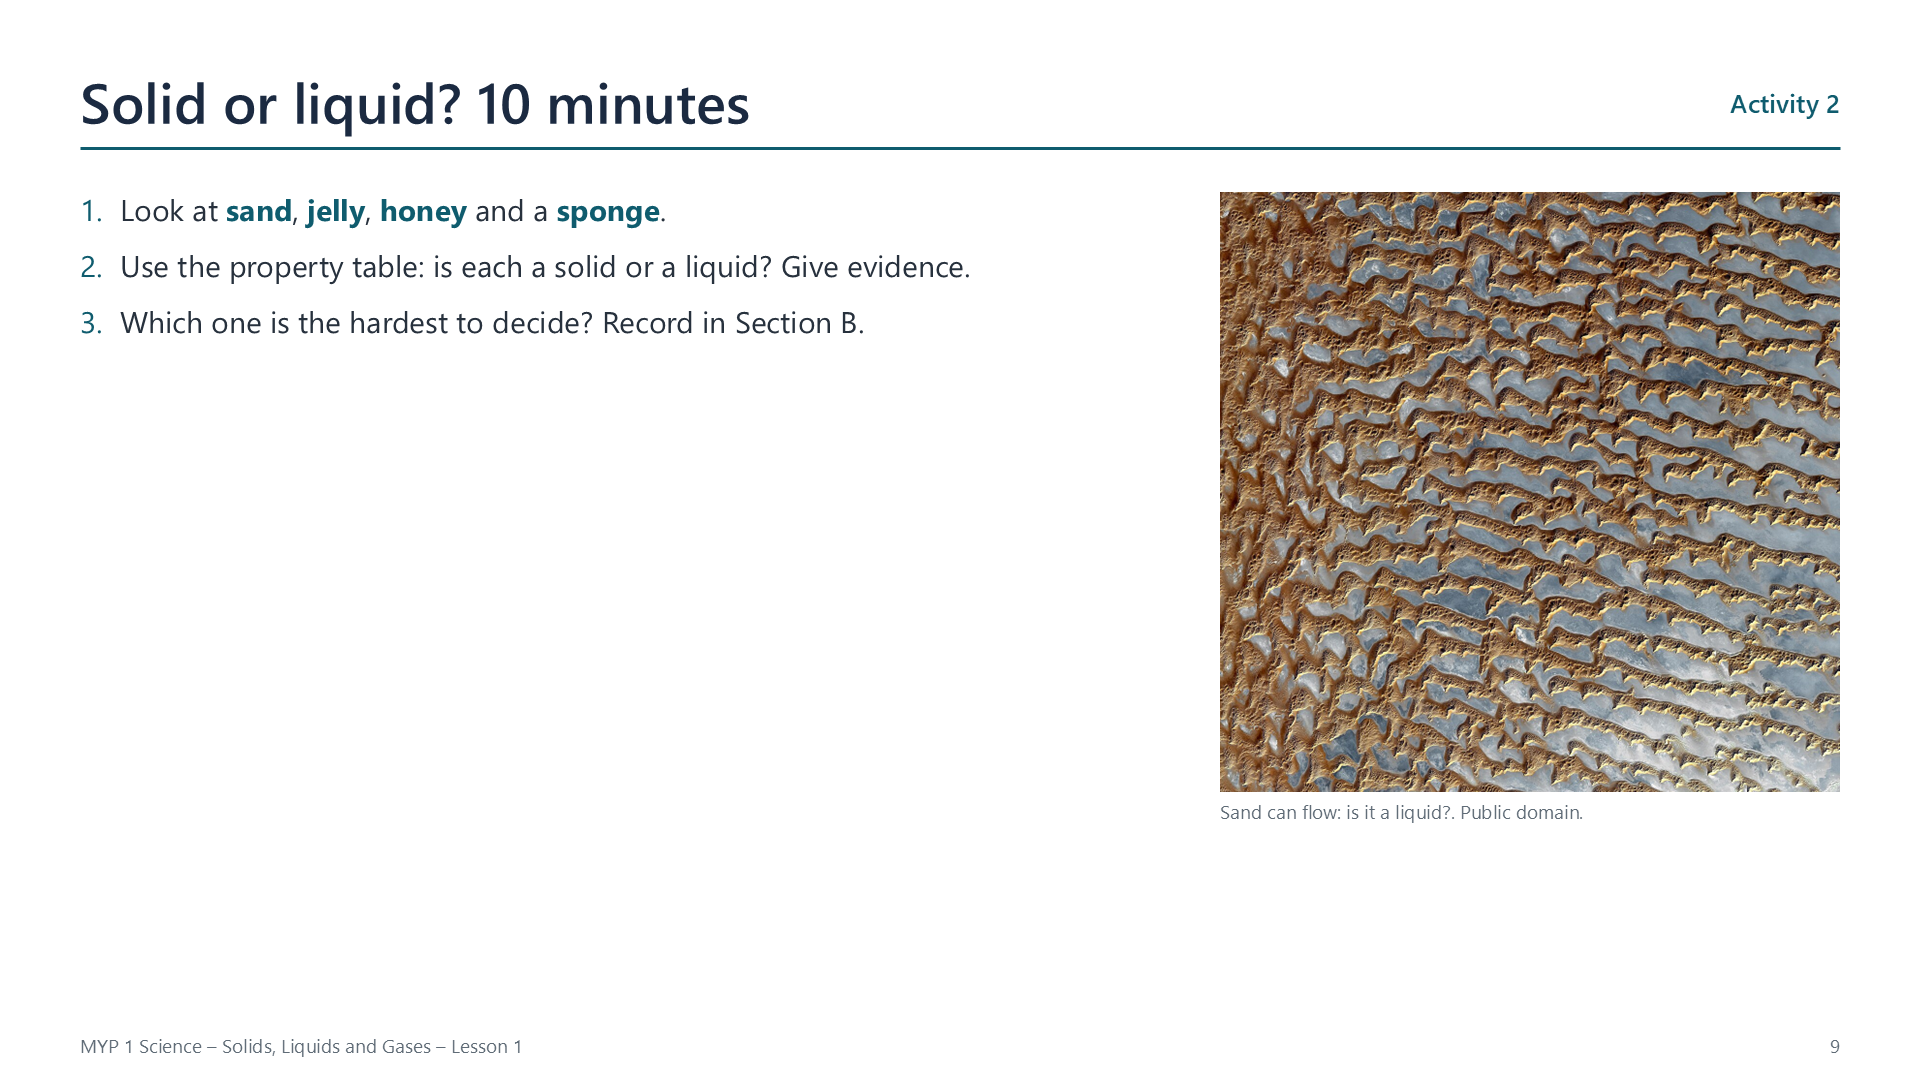 Solid or liquid? 10 minutes
Activity 2
1. Look at sand, jelly, honey and a sponge.
2. Use the property table: is each a solid or a liquid? Give evidence.
3. Which one is the hardest to decide? Record in Section B.
Sand can flow: is it a liquid?. Public domain.
MYP 1 Science – Solids, Liquids and Gases – Lesson 1
9